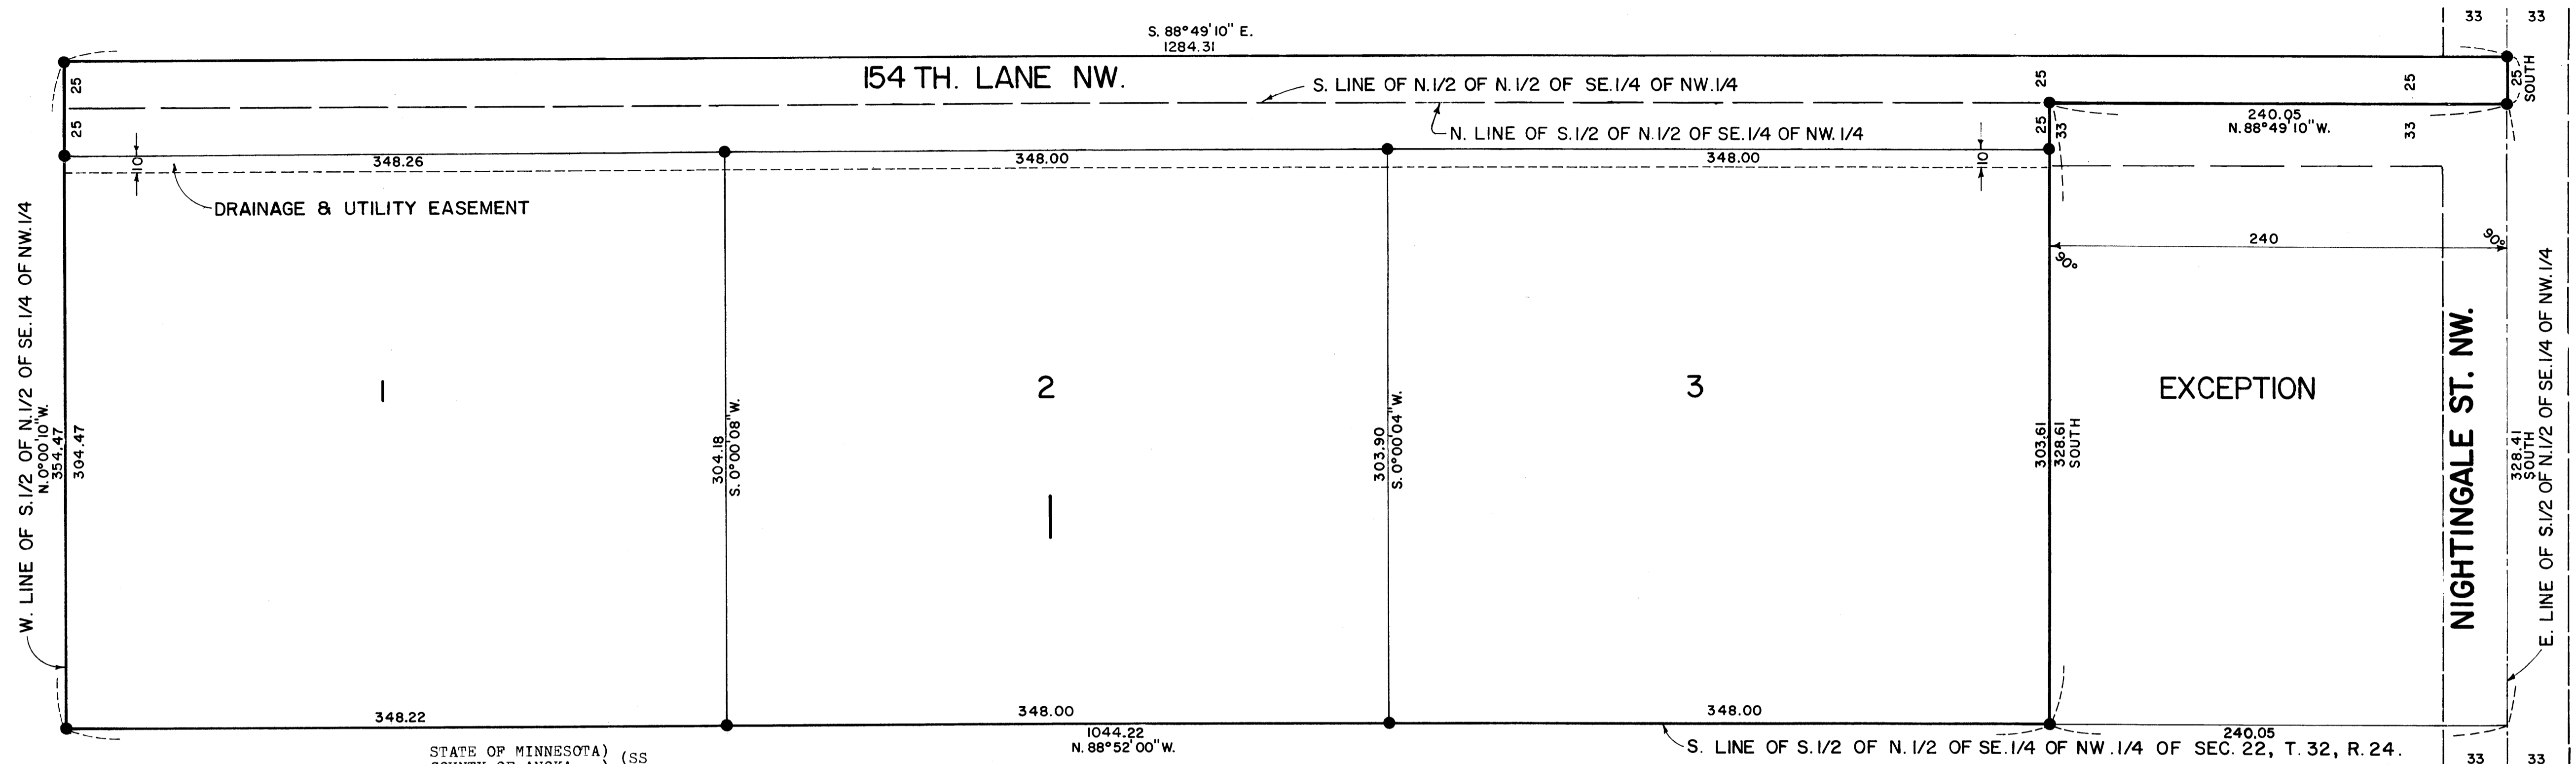 S. 88°49'10" E.
1284.31
33
33
154 TH. LANE NW.
S. LINE OF N.1/2 OF N.1/2 OF SE.1/4 OF NW.1/4
N. LINE OF S.1/2 OF N.1/2 OF SE.1/4 OF NW.1/4
25
25
25
25
33
25
33
25
SOUTH
240.05
N.88°49'10"W.
348.26
348.00
348.00
10
10
DRAINAGE & UTILITY EASEMENT
240
90°
90°
W. LINE OF S.1/2 OF N.1/2 OF SE.1/4 OF NW.1/4
N.0°00'10"W.
354.47
304.47
1
304.18
S. 0°00'08"W.
2
1
303.90
S. 0°00'04"W.
3
303.61
328.61
SOUTH
EXCEPTION
NIGHTINGALE ST. NW.
328.41
SOUTH
E. LINE OF S.1/2 OF N.1/2 OF SE.1/4 OF NW.1/4
348.22
348.00
348.00
1044.22
N. 88°52'00"W.
240.05
S. LINE OF S.1/2 OF N.1/2 OF SE.1/4 OF NW.1/4 OF SEC. 22, T. 32, R. 24.
33
33
STATE OF MINNESOTA)
(SS